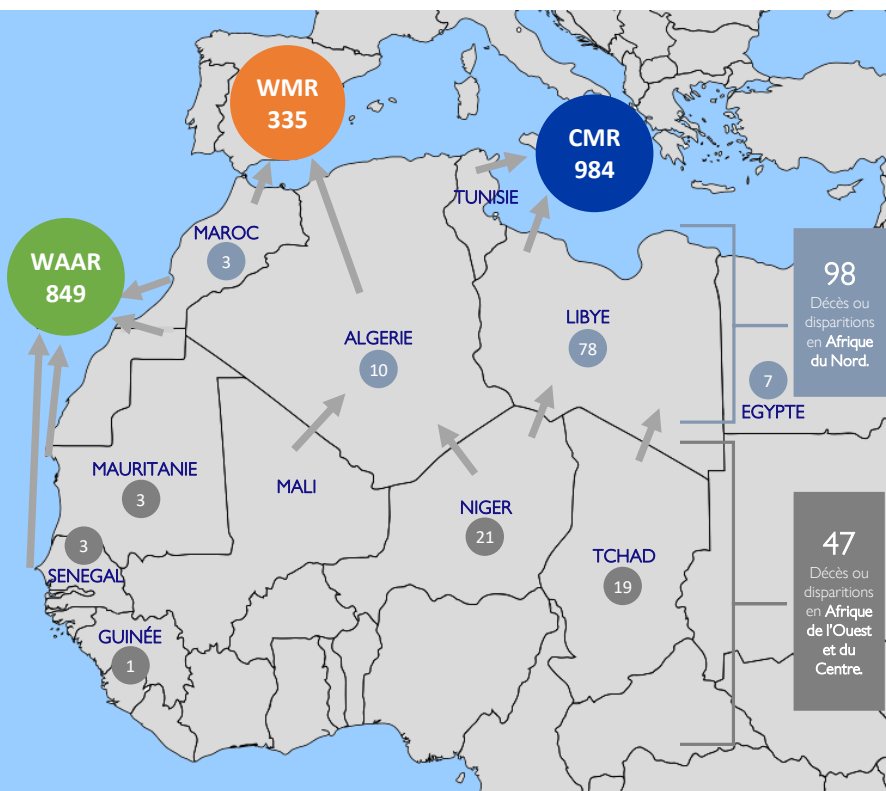 WMR
335
CMR
984
TUNISIE
MAROC
3
WAAR
849
98
Décès ou
disparitions
en Afrique
du Nord.
LIBYE
78
ALGERIE
10
7
EGYPTE
MAURITANIE
3
MALI
NIGER
21
3
SENEGAL
TCHAD
19
47
Décès ou
disparitions
en Afrique
de l'Ouest
et du
Centre.
GUINÉE
1